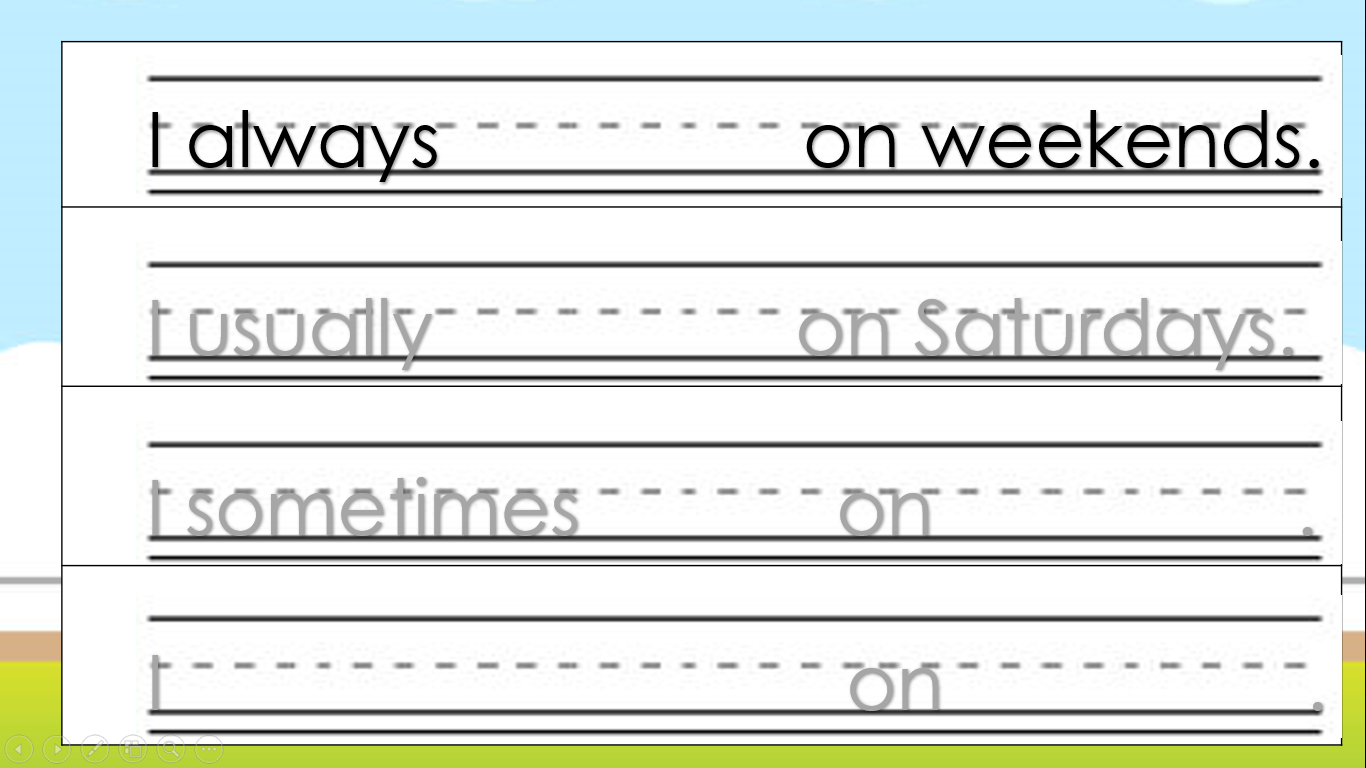 I always on weekends.
I usually on Saturdays.
I sometimes on .
I on .